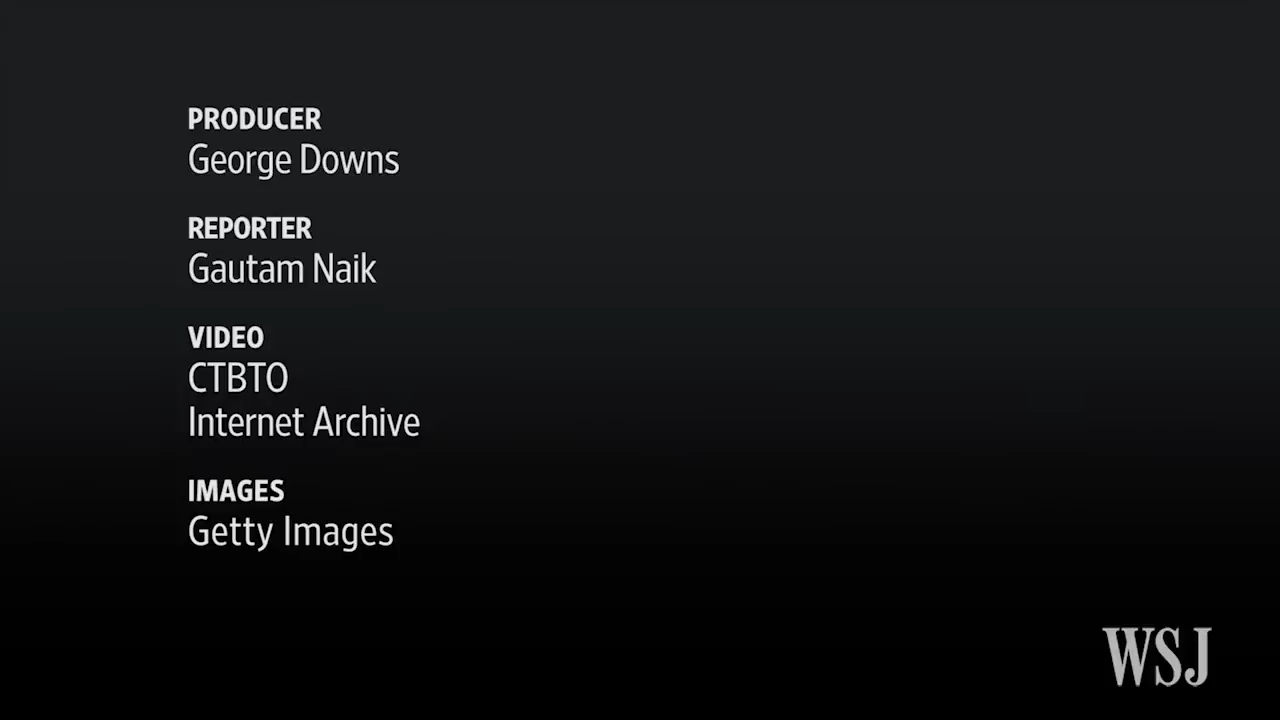 PRODUCER
George Downs
REPORTER
Gautam Naik
VIDEO
CTBTO
Internet Archive
IMAGES
Getty Images
WSJ